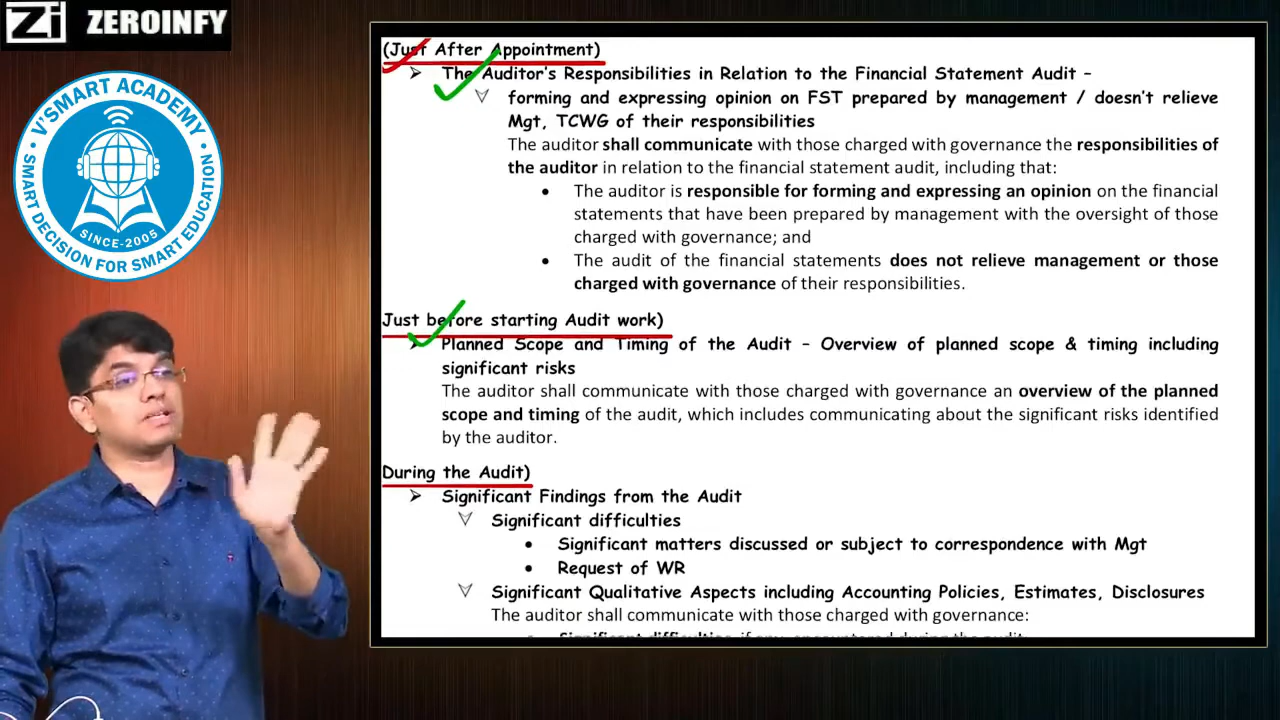 Zi ZEROINFY
V'SMART ACADEMY
SINCE-2005
SMART DECISION FOR SMART EDUCATION
(Just After Appointment)
➢ The Auditor's Responsibilities in Relation to the Financial Statement Audit –
forming and expressing opinion on FST prepared by management / doesn't relieve
Mgt, TCWG of their responsibilities
The auditor shall communicate with those charged with governance the responsibilities of
the auditor in relation to the financial statement audit, including that:
• The auditor is responsible for forming and expressing an opinion on the financial
statements that have been prepared by management with the oversight of those
charged with governance; and
• The audit of the financial statements does not relieve management or those
charged with governance of their responsibilities.
Just before starting Audit work)
➢ Planned Scope and Timing of the Audit – Overview of planned scope & timing including
significant risks
The auditor shall communicate with those charged with governance an overview of the planned
scope and timing of the audit, which includes communicating about the significant risks identified
by the auditor.
During the Audit)
➢ Significant Findings from the Audit
Significant difficulties
• Significant matters discussed or subject to correspondence with Mgt
• Request of WR
Significant Qualitative Aspects including Accounting Policies, Estimates, Disclosures
The auditor shall communicate with those charged with governance:
• Significant difficulties, if any, encountered during the audit